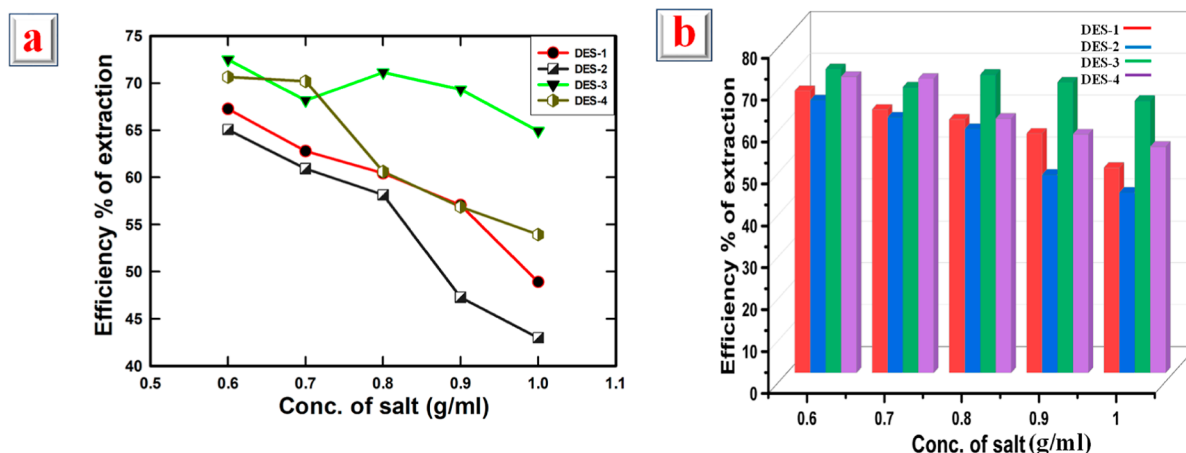 a
75
70
65
60
55
50
45
40
Efficiency % of extraction
DES-1
DES-2
DES-3
DES-4
0.5 0.6 0.7 0.8 0.9 1.0 1.1
Conc. of salt (g/ml)
b
80
70
60
50
40
30
20
10
0
Efficiency % of extraction
DES-1
DES-2
DES-3
DES-4
0.6 0.7 0.8 0.9 1
Conc. of salt (g/ml)